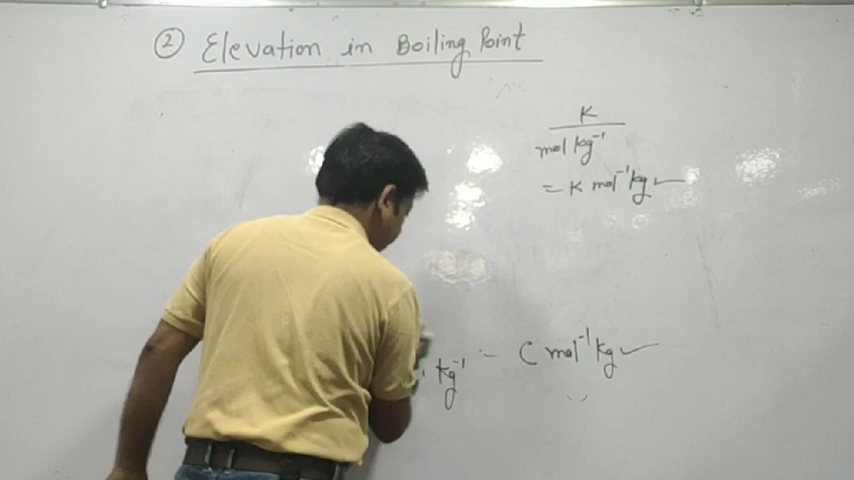 ② Elevation in Boiling Point
K
mol kg⁻¹
= K mol⁻¹ kg
kg⁻¹ = C mol⁻¹ kg